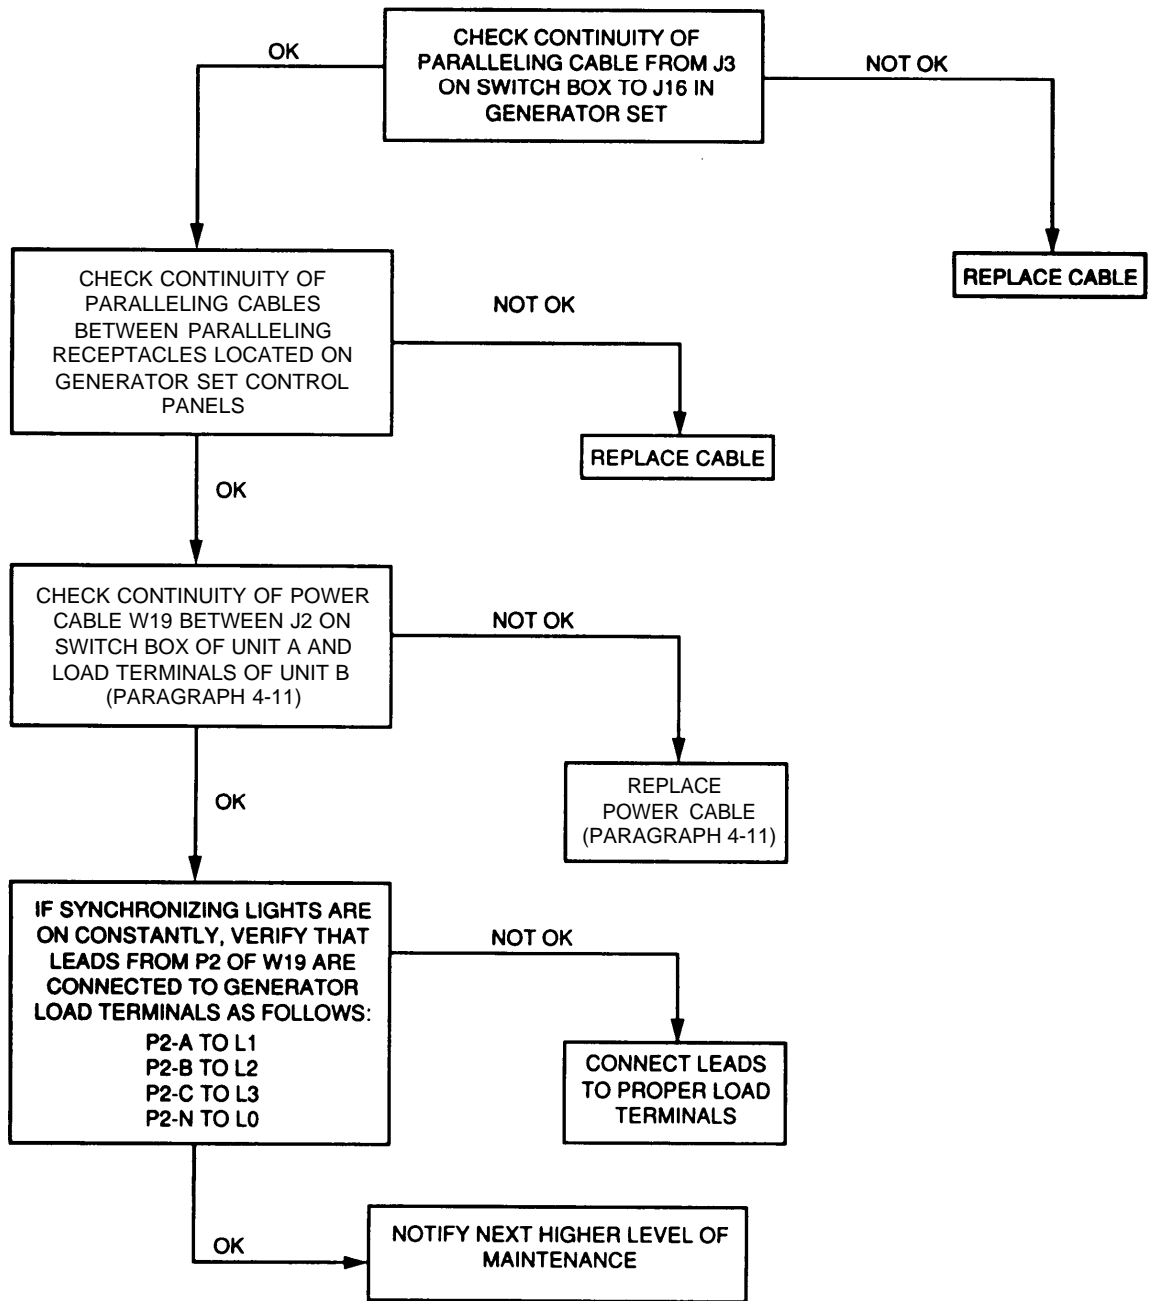 CHECK CONTINUITY OF
PARALLELING CABLE FROM J3
ON SWITCH BOX TO J16 IN
GENERATOR SET
OK
NOT OK
REPLACE CABLE
CHECK CONTINUITY OF
PARALLELING CABLES
BETWEEN PARALLELING
RECEPTACLES LOCATED ON
GENERATOR SET CONTROL
PANELS
NOT OK
REPLACE CABLE
OK
CHECK CONTINUITY OF POWER
CABLE W19 BETWEEN J2 ON
SWITCH BOX OF UNIT A AND
LOAD TERMINALS OF UNIT B
(PARAGRAPH 4-11)
NOT OK
REPLACE
POWER CABLE
(PARAGRAPH 4-11)
OK
IF SYNCHRONIZING LIGHTS ARE
ON CONSTANTLY, VERIFY THAT
LEADS FROM P2 OF W19 ARE
CONNECTED TO GENERATOR
LOAD TERMINALS AS FOLLOWS:
P2-A TO L1
P2-B TO L2
P2-C TO L3
P2-N TO L0
NOT OK
CONNECT LEADS
TO PROPER LOAD
TERMINALS
OK
NOTIFY NEXT HIGHER LEVEL OF
MAINTENANCE